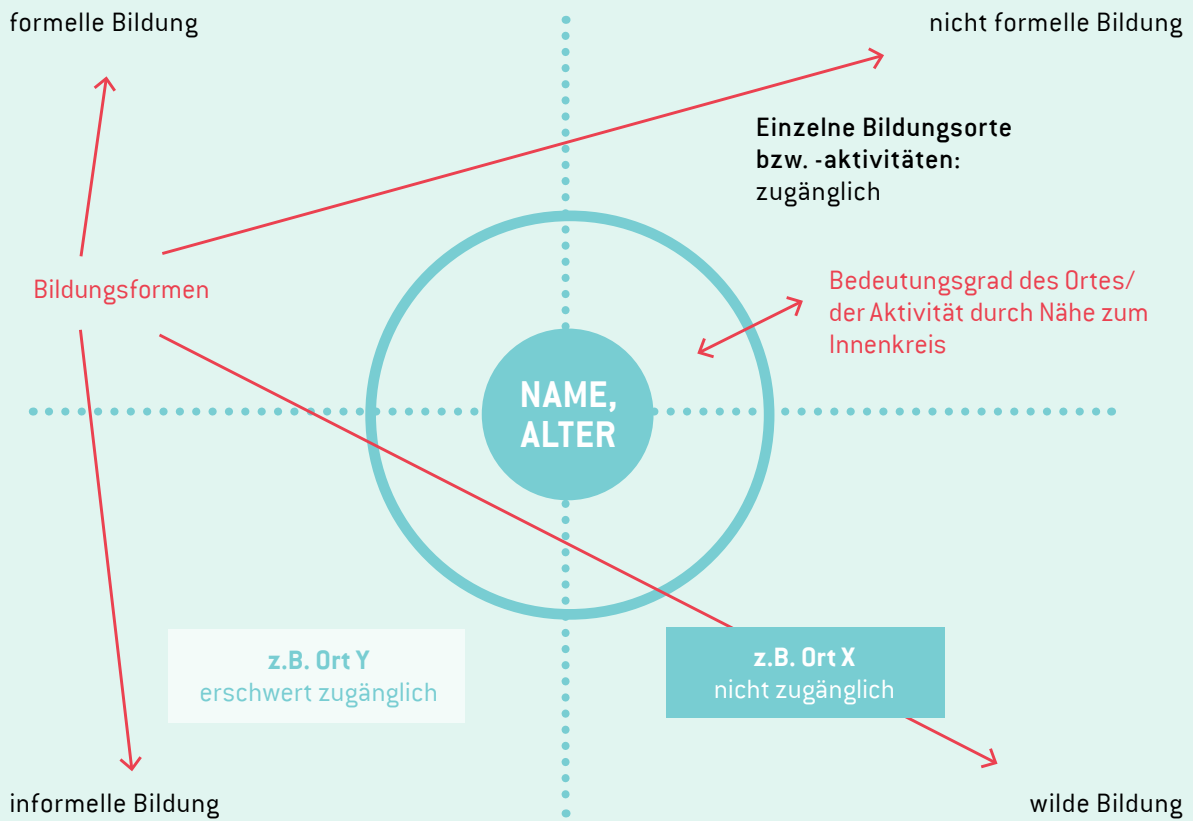 formelle Bildung
nicht formelle Bildung
Einzelne Bildungsorte
bzw. -aktivitäten:
zugänglich
Bildungsformen
Bedeutungsgrad des Ortes/
der Aktivität durch Nähe zum
Innenkreis
NAME,
ALTER
z.B. Ort Y
erschwert zugänglich
z.B. Ort X
nicht zugänglich
informelle Bildung
wilde Bildung